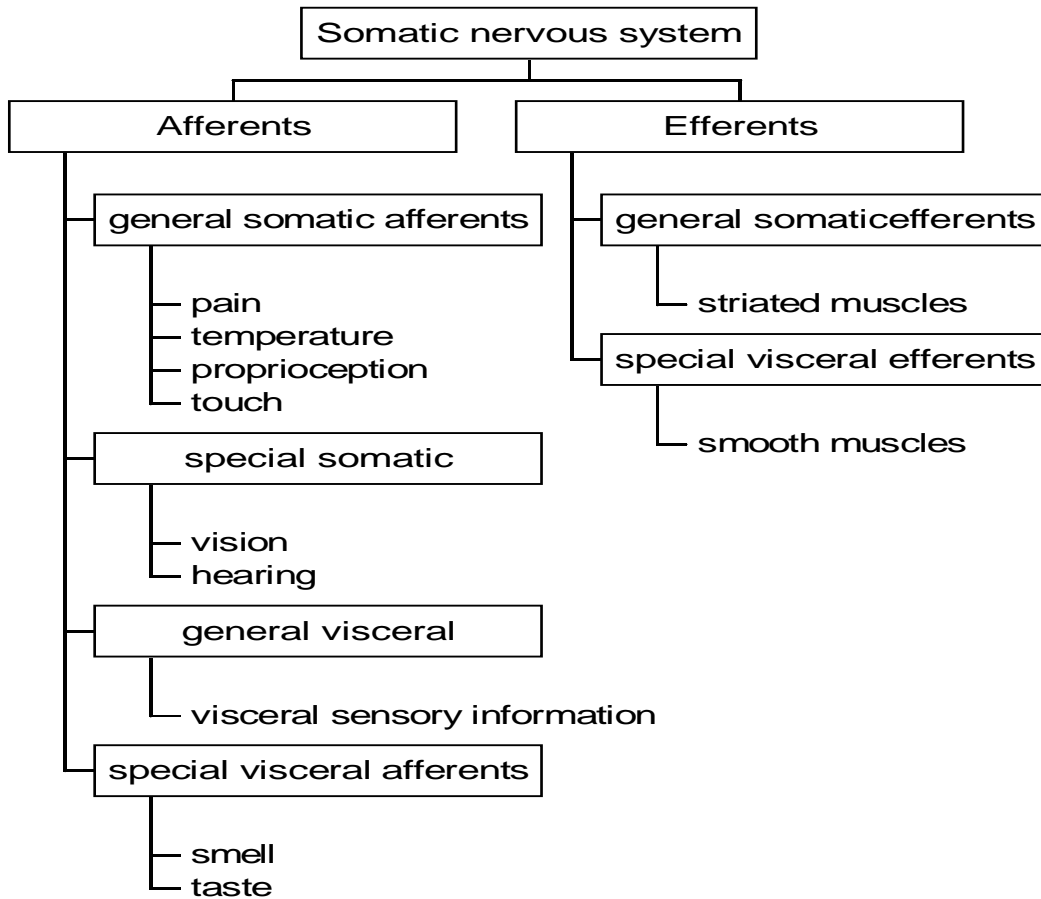 Somatic nervous system
Afferents
general somatic afferents
pain
temperature
proprioception
touch
special somatic
vision
hearing
general visceral
visceral sensory information
special visceral afferents
smell
taste
Efferents
general somaticefferents
striated muscles
special visceral efferents
smooth muscles